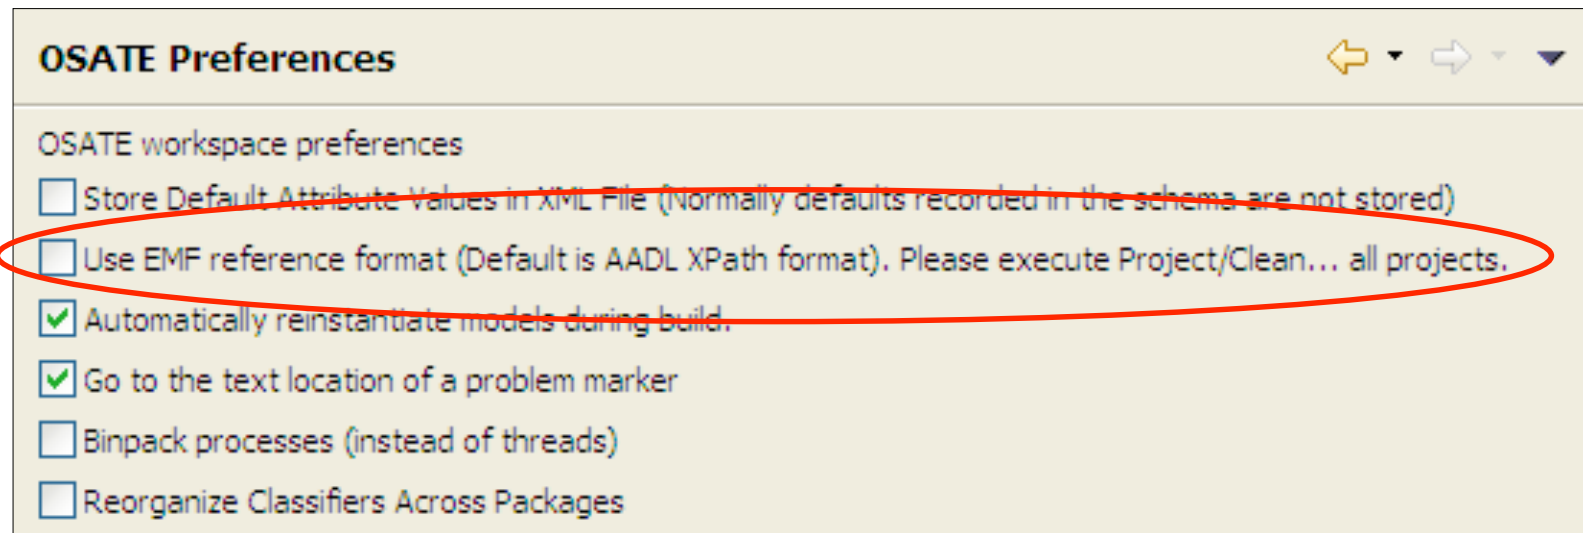 OSATE Preferences
OSATE workspace preferences
Store Default Attribute Values in XML File (Normally defaults recorded in the schema are not stored)
Use EMF reference format (Default is AADL XPath format). Please execute Project/Clean... all projects.
Automatically reinstantiate models during build.
Go to the text location of a problem marker
Binpack processes (instead of threads)
Reorganize Classifiers Across Packages